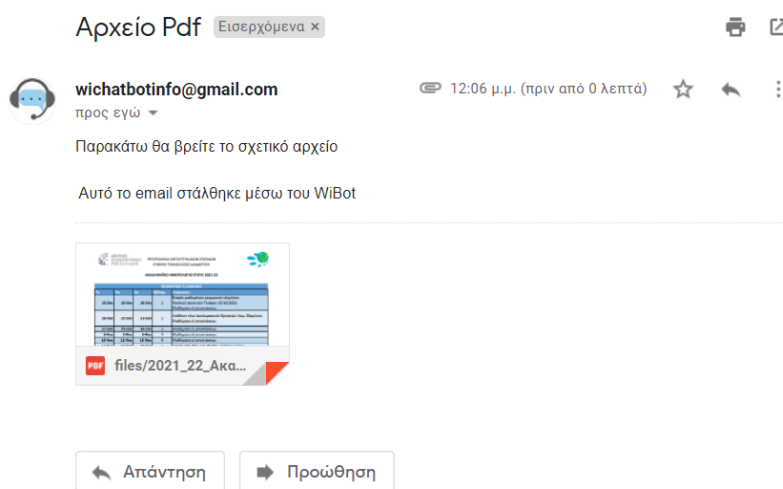 Αρχείο Pdf Εισερχόμενα ×
wichatbotinfo@gmail.com 12:06 μ.μ. (πριν από 0 λεπτά)
προς εγώ
Παρακάτω θα βρείτε το σχετικό αρχείο
Αυτό το email στάλθηκε μέσω του WiBot
PDF files/2021_22_Ακα...
Απάντηση Προώθηση